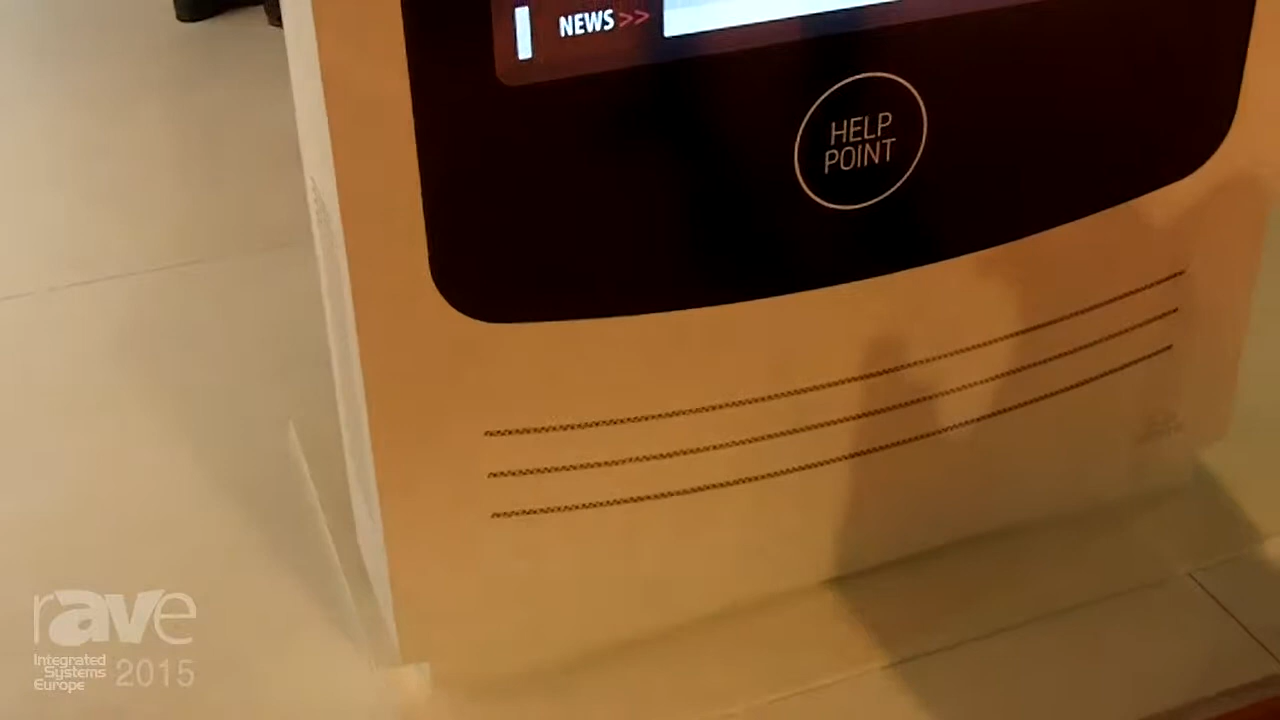 NEWS >>
HELP
POINT
rAVe
Integrated
Systems
Europe
2015